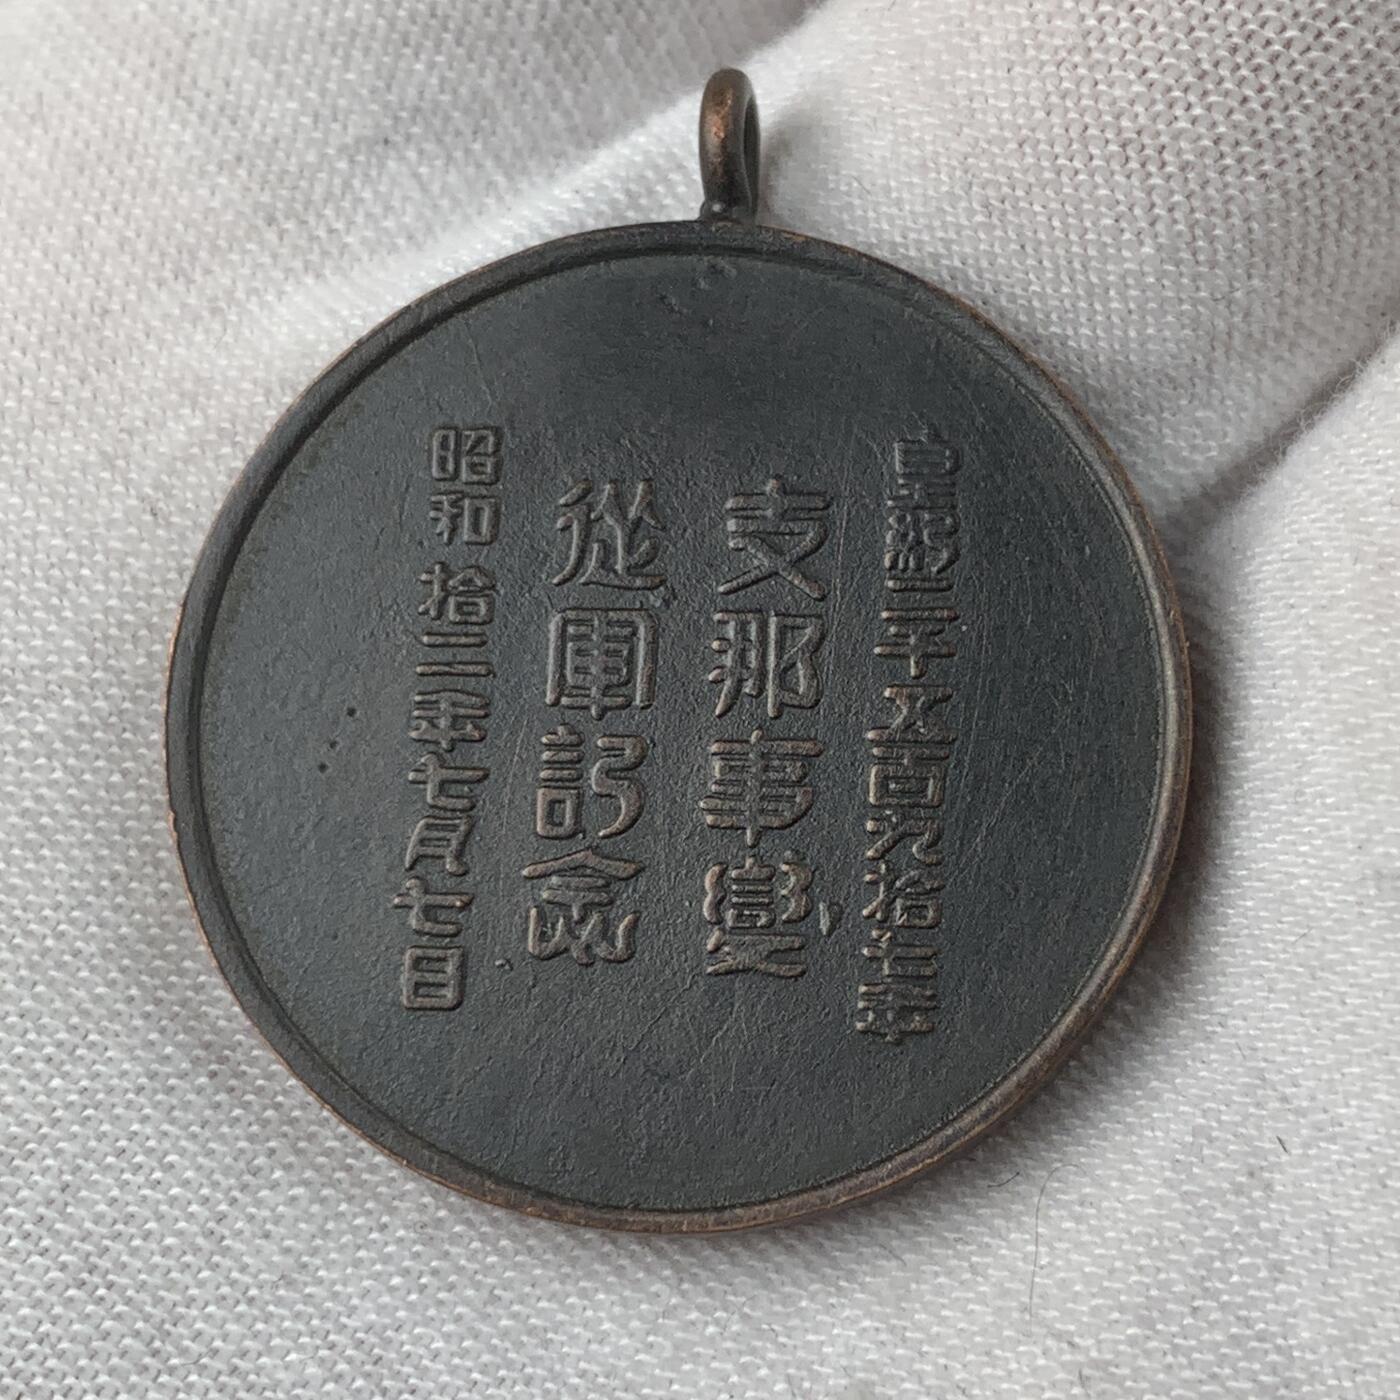 皇紀二千五百九拾七年
支那事變
從軍記念
昭和拾二年七月七日